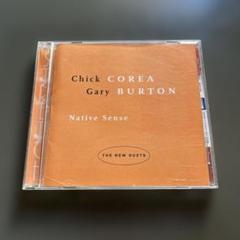 Chick COREA
Gary BURTON
Native Sense
THE NEW DUETS